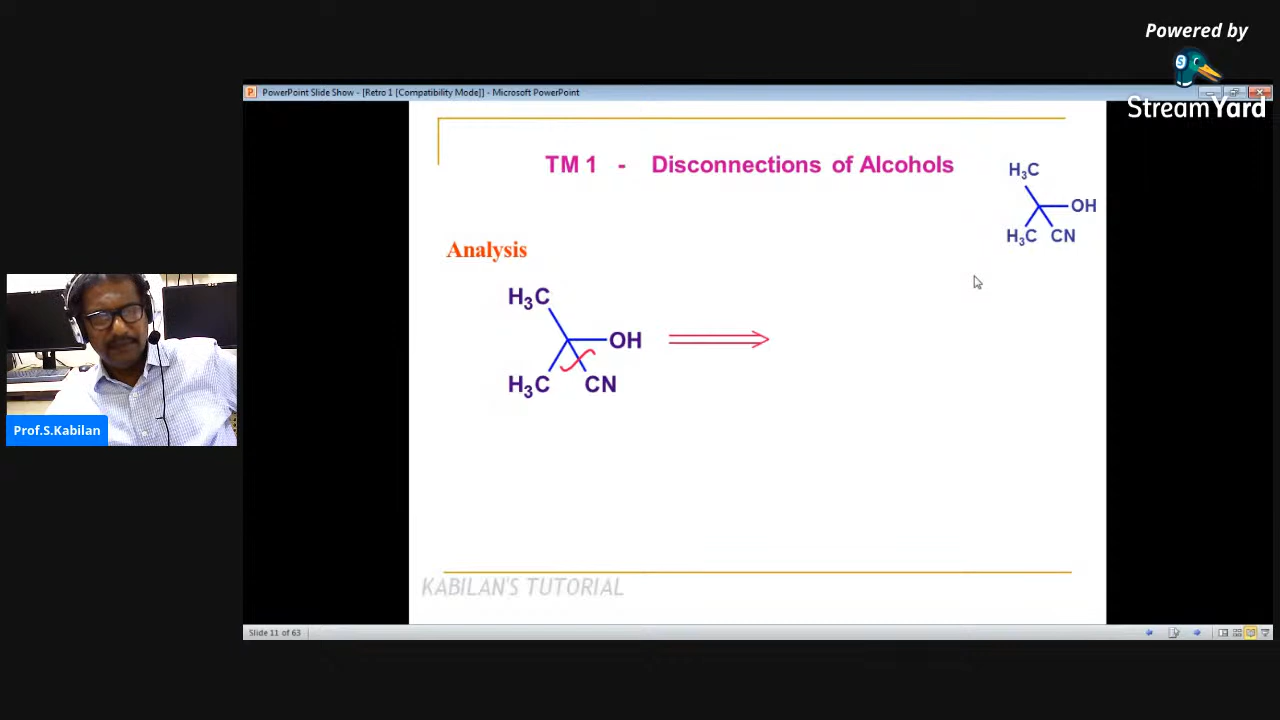 Powered by
StreamYard
PowerPoint Slide Show - [Retro 1 [Compatibility Mode]] - Microsoft PowerPoint
TM 1 - Disconnections of Alcohols
H3C
OH
H3C CN
Analysis
H3C
OH
H3C CN
Prof.S.Kabilan
KABILAN'S TUTORIAL
Slide 11 of 63